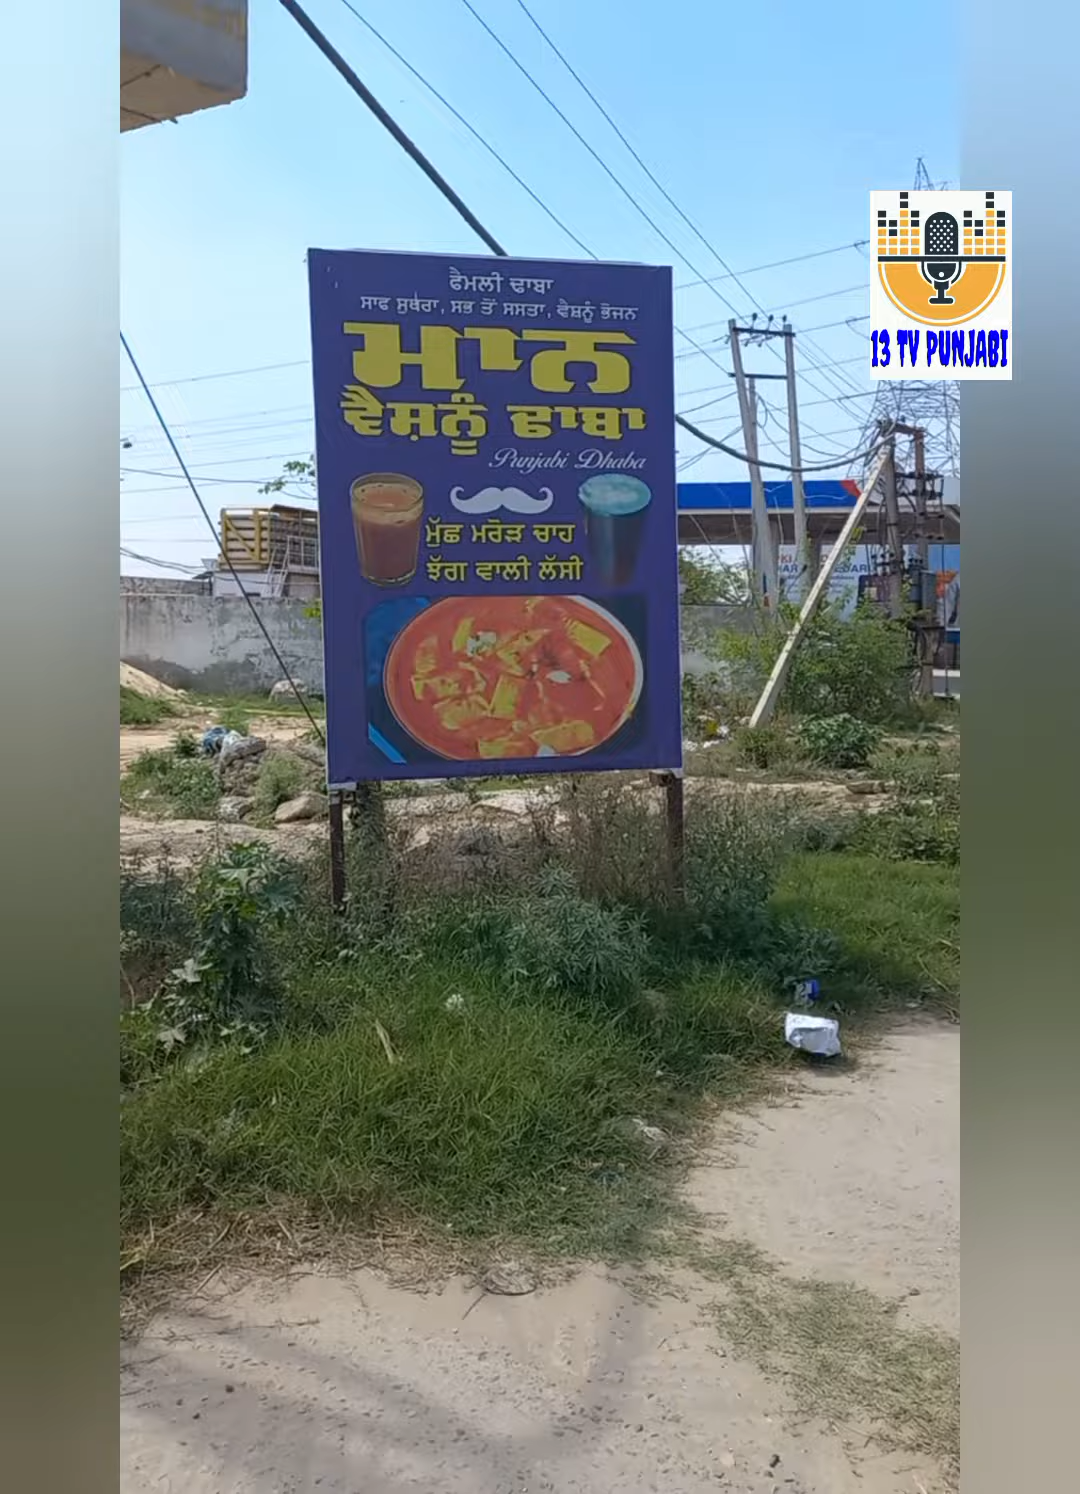 ਫੈਮਲੀ ਢਾਬਾ
ਸਾਫ ਸੁਥਰਾ, ਸਭ ਤੋਂ ਸਸਤਾ, ਵੈਸ਼ਨੂੰ ਭੋਜਨ
ਮਾਨ
ਵੈਸ਼ਨੂੰ ਢਾਬਾ
Punjabi Dhaba
ਮੁੱਛ ਮਰੋੜ ਚਾਹ
ਝੱਗ ਵਾਲੀ ਲੱਸੀ
13 TV PUNJABI